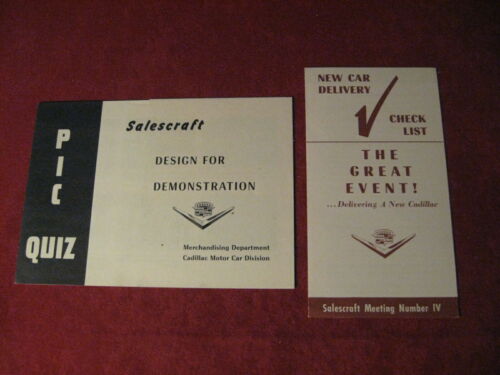 PIC
QUIZ
Salescraft
DESIGN FOR
DEMONSTRATION
Merchandising Department
Cadillac Motor Car Division
NEW CAR
DELIVERY
CHECK
LIST
THE
GREAT
EVENT!
...Delivering A New Cadillac
Salescraft Meeting Number IV